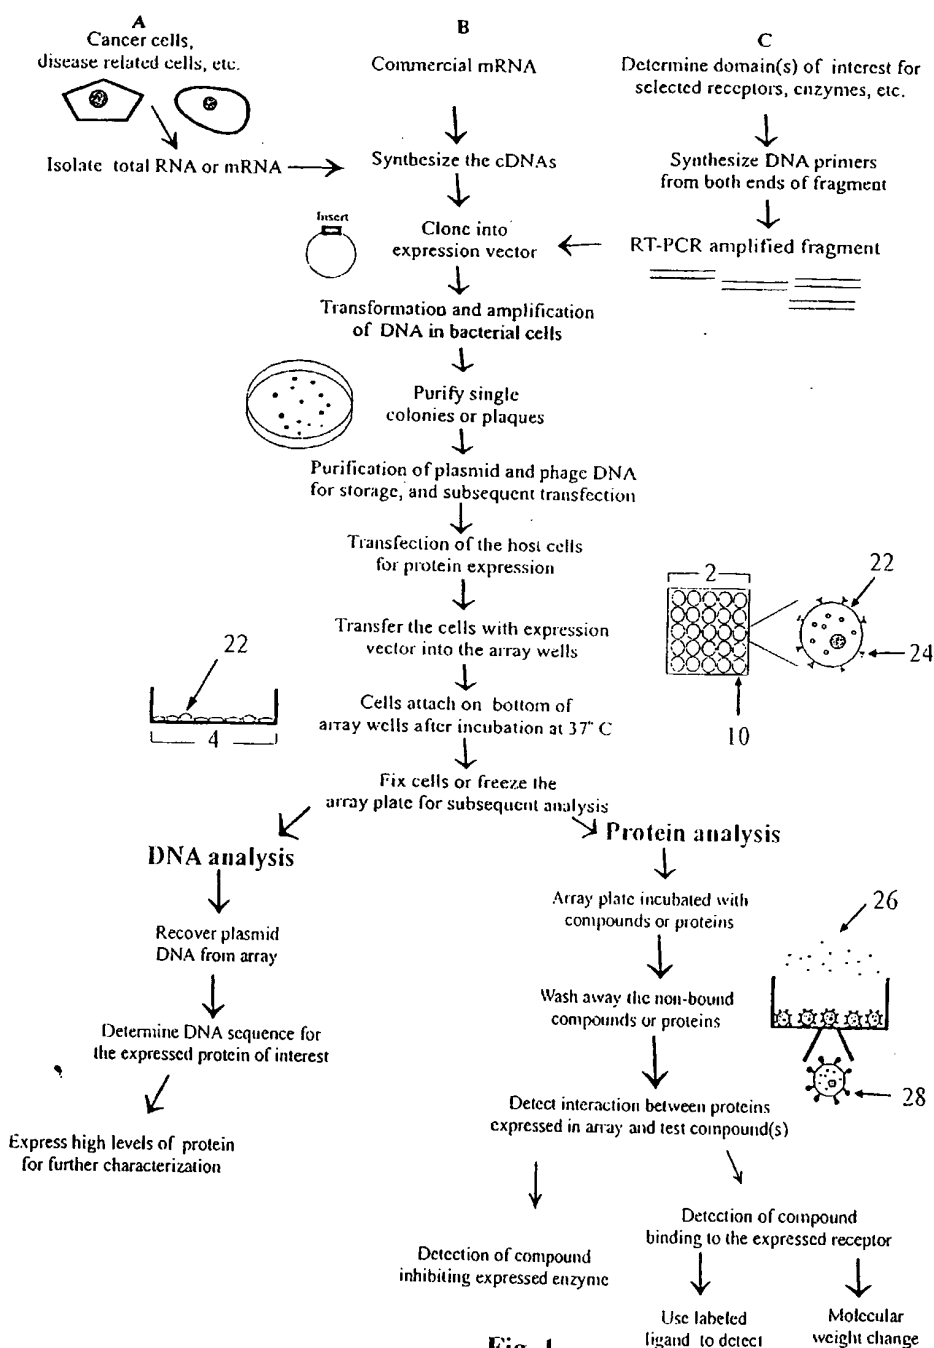 A
Cancer cells,
disease related cells, etc.
Isolate total RNA or mRNA
B
Commercial mRNA
Synthesize the cDNAs
Insert
Clone into
expression vector
C
Determine domain(s) of interest for
selected receptors, enzymes, etc.
Synthesize DNA primers
from both ends of fragment
RT-PCR amplified fragment
Transformation and amplification
of DNA in bacterial cells
Purify single
colonies or plaques
Purification of plasmid and phage DNA
for storage, and subsequent transfection
Transfection of the host cells
for protein expression
2
22
24
10
Transfer the cells with expression
vector into the array wells
22
4
Cells attach on bottom of
array wells after incubation at 37° C
Fix cells or freeze the
array plate for subsequent analysis
DNA analysis
Recover plasmid
DNA from array
Determine DNA sequence for
the expressed protein of interest
Express high levels of protein
for further characterization
Protein analysis
Array plate incubated with
compounds or proteins
26
Wash away the non-bound
compounds or proteins
28
Detect interaction between proteins
expressed in array and test compound(s)
Detection of compound
inhibiting expressed enzyme
Detection of compound
binding to the expressed receptor
Use labeled
ligand to detect
Molecular
weight change
Fig. 1